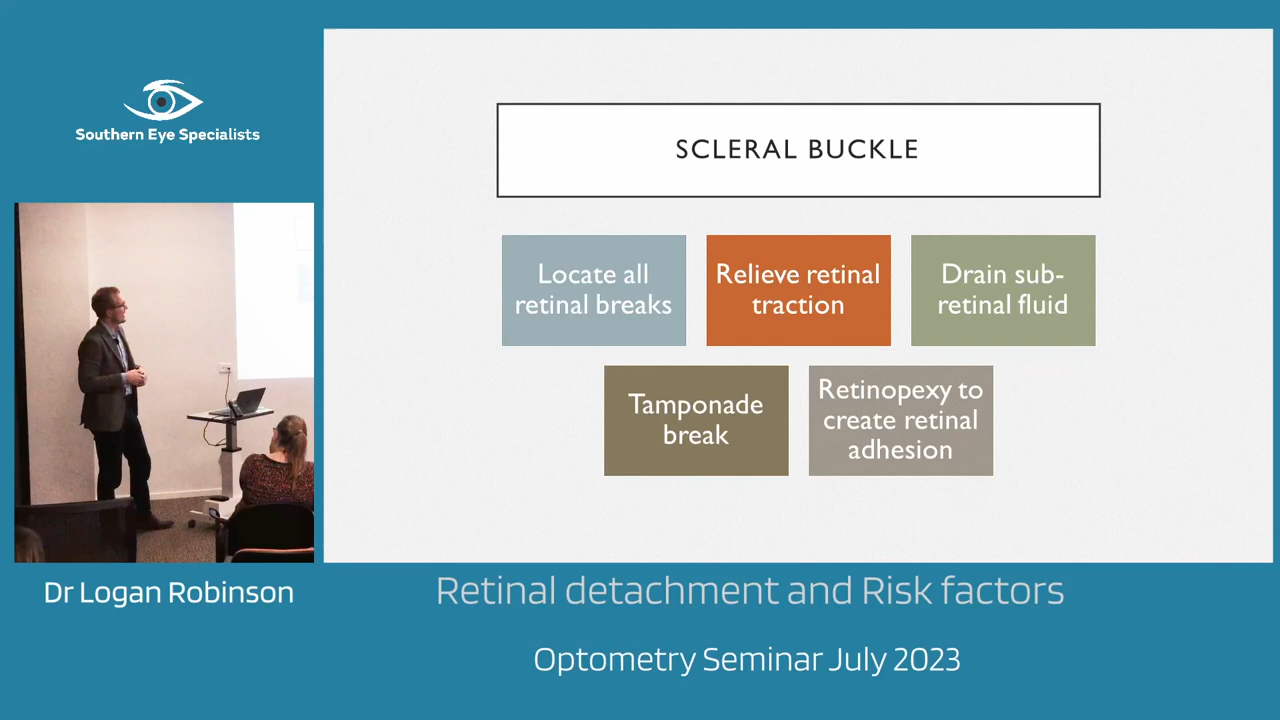 Southern Eye Specialists
SCLERAL BUCKLE
Locate all
retinal breaks
Relieve retinal
traction
Drain sub-
retinal fluid
Tamponade
break
Retinopexy to
create retinal
adhesion
Dr Logan Robinson
Retinal detachment and Risk factors
Optometry Seminar July 2023